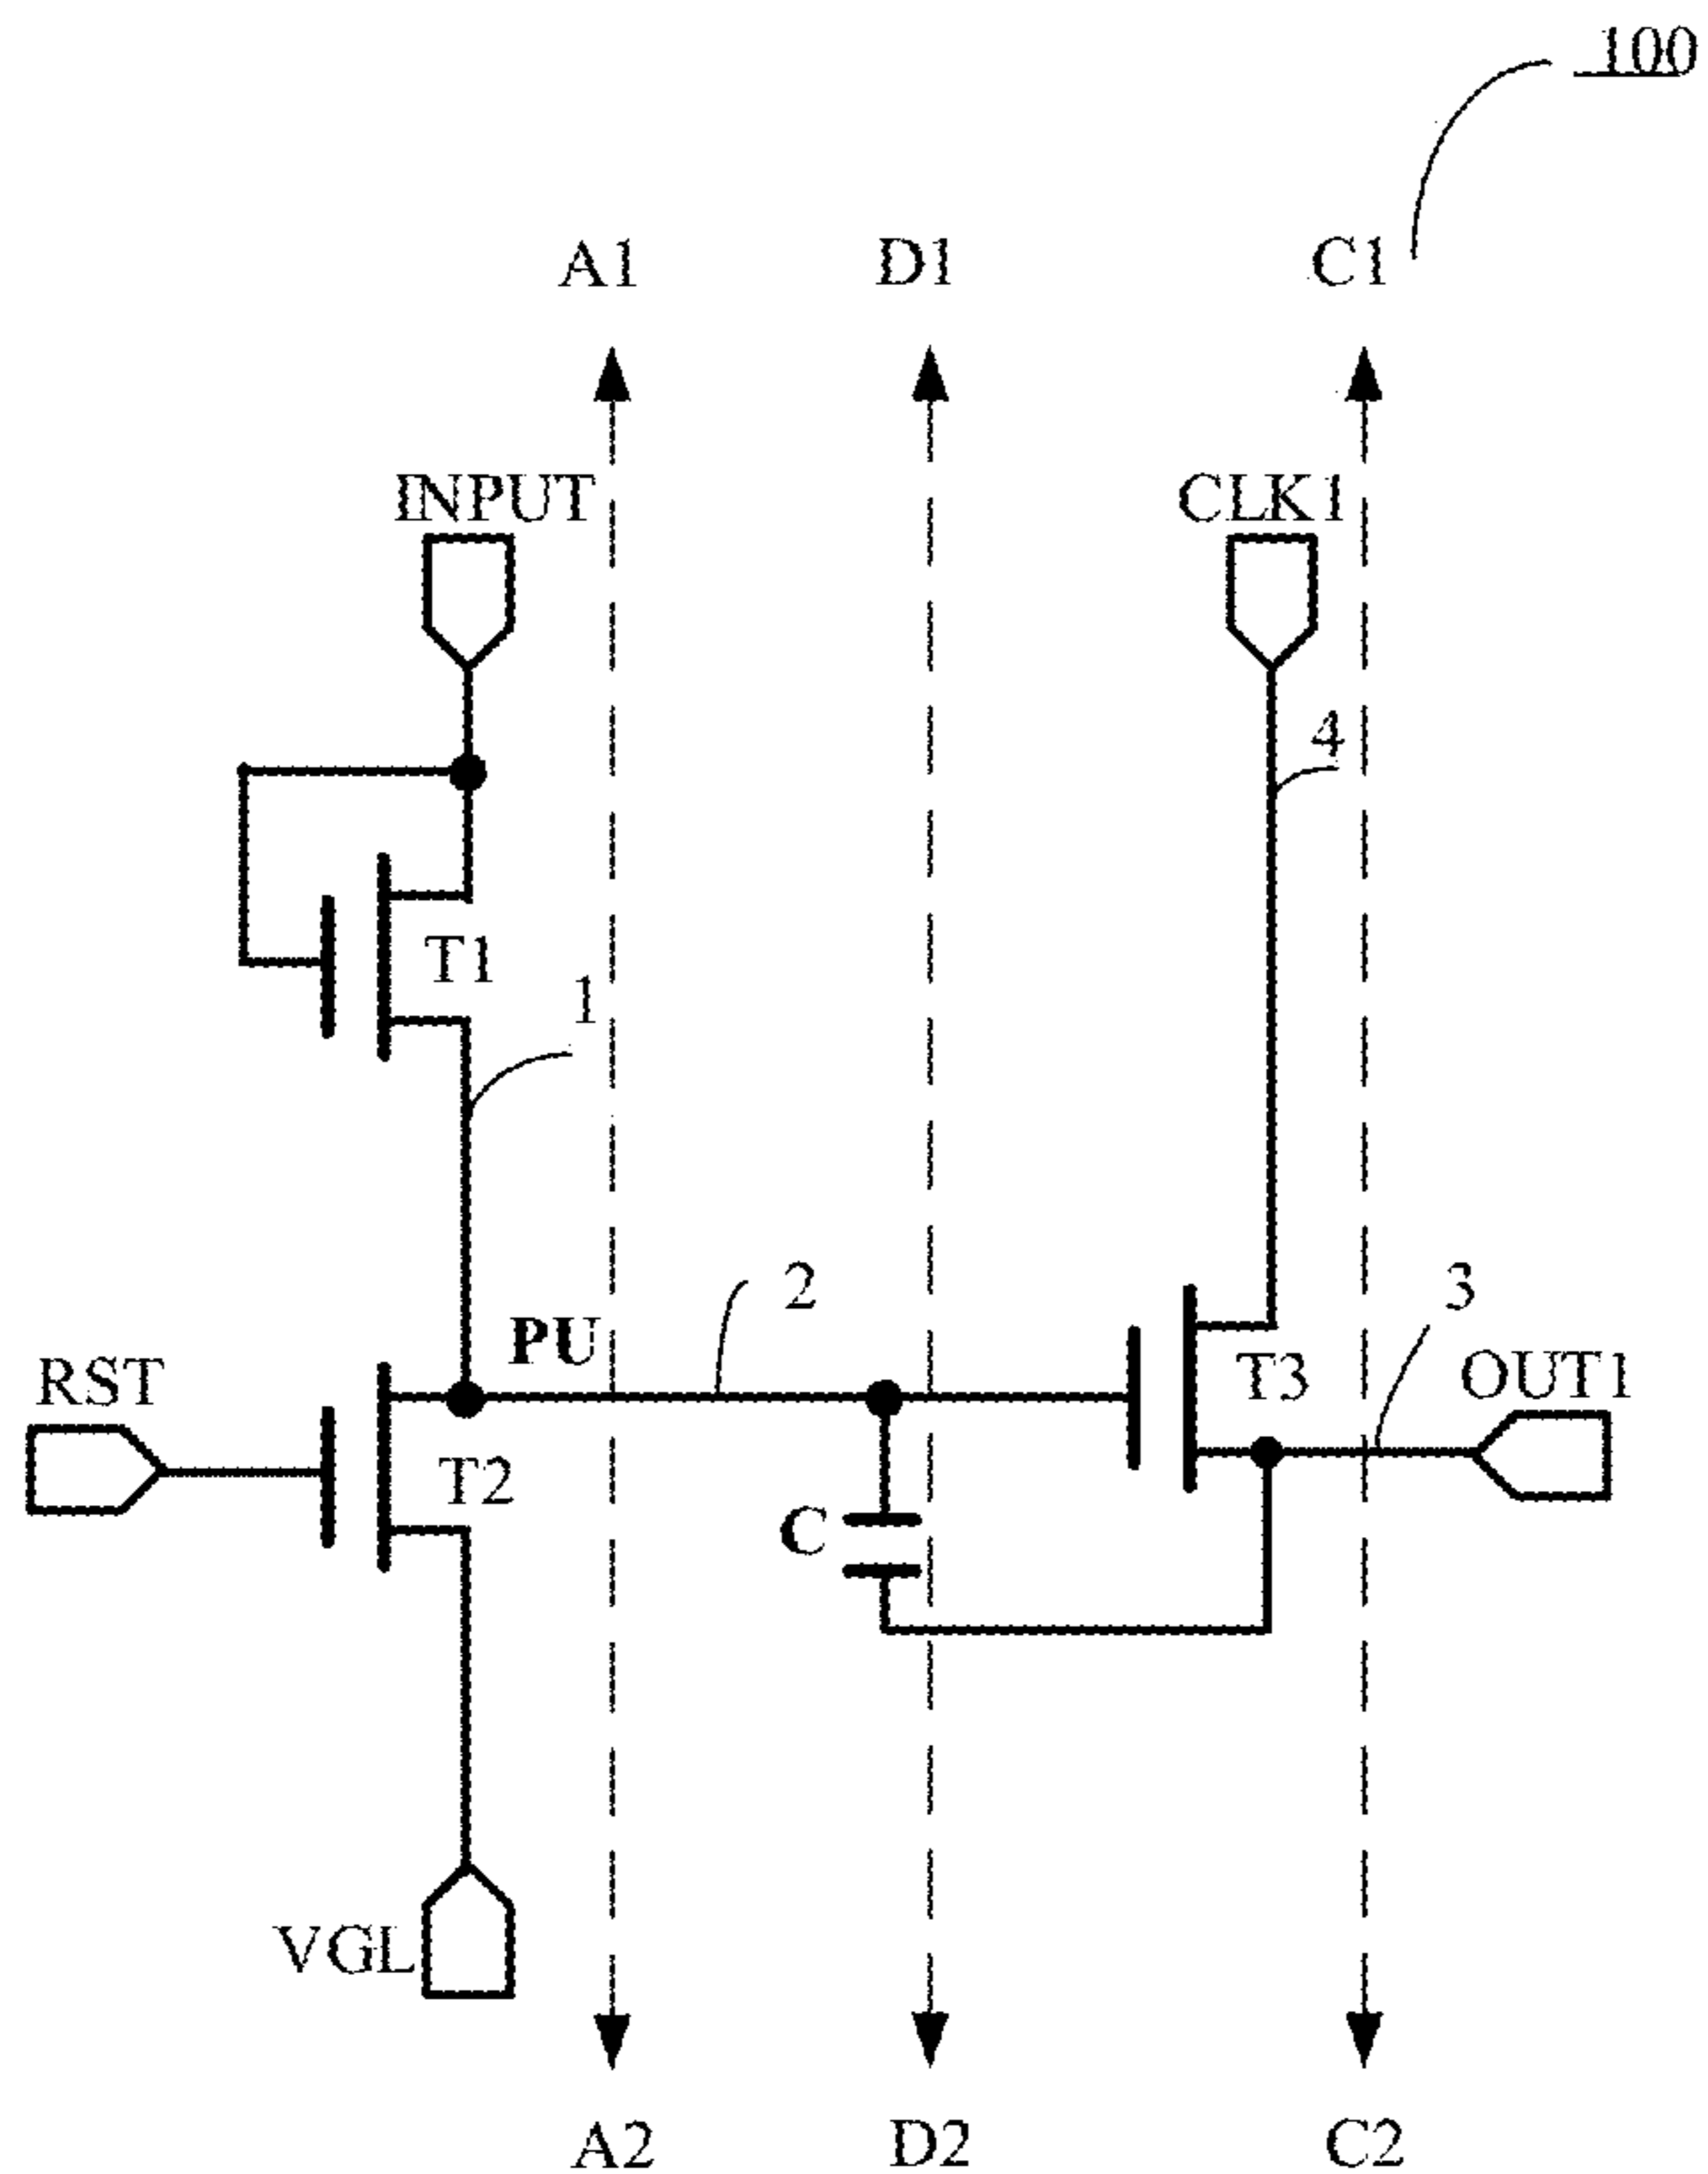 100
A1 D1 C1
INPUT CLK1
4
T1
1
2 3
PU
RST T3 OUT1
T2
C
VGL
A2 D2 C2